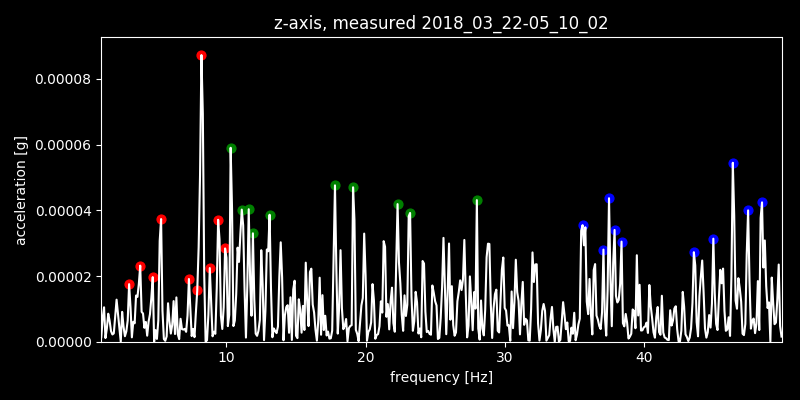 z-axis, measured 2018_03_22-05_10_02
0.00008
0.00006
0.00004
0.00002
0.00000
acceleration [g]
10 20 30 40
frequency [Hz]